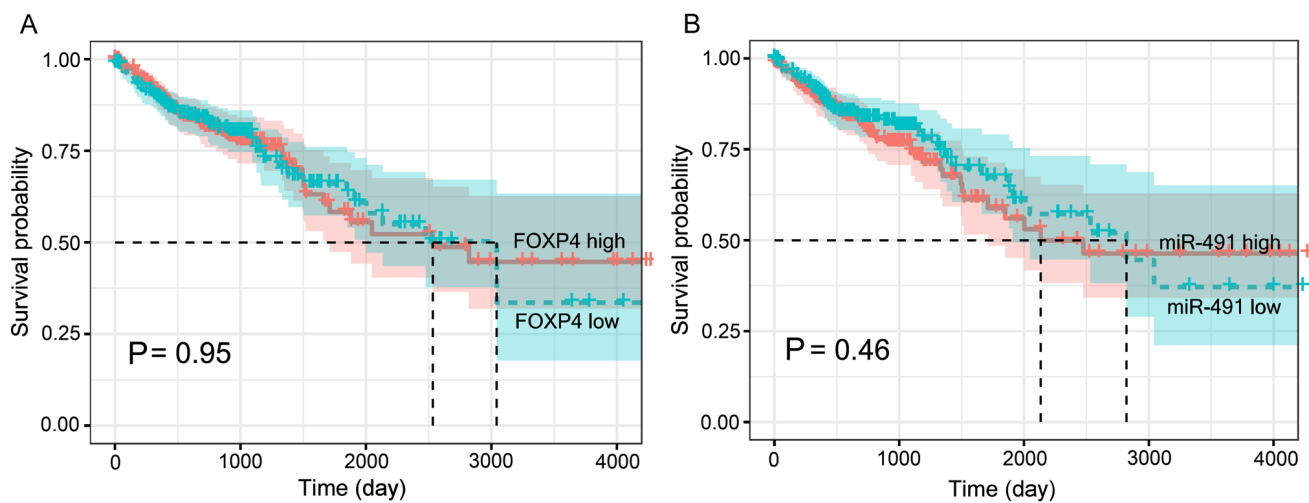 A
Survival probability
1.00
0.75
0.50
0.25
0.00
FOXP4 high
FOXP4 low
P = 0.95
0 1000 2000 3000 4000
Time (day)
B
Survival probability
1.00
0.75
0.50
0.25
0.00
miR-491 high
miR-491 low
P = 0.46
0 1000 2000 3000 4000
Time (day)